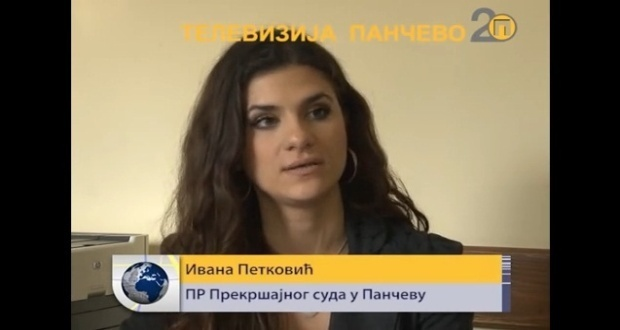 ТЕЛЕВИЗИЈА ПАНЧЕВО 20
П
Ивана Петковић
ПР Прекршајног суда у Панчеву